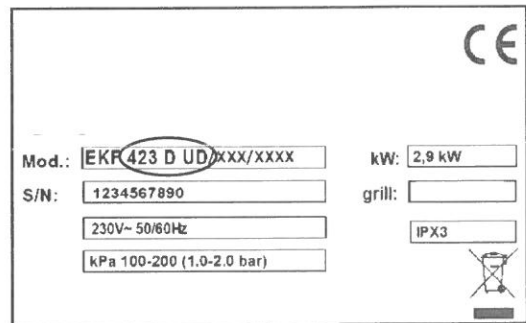 CE
Mod.: EKF 423 D UD/XXX/XXXX kW: 2,9 kW
S/N: 1234567890 grill:
230V~ 50/60Hz IPX3
kPa 100-200 (1.0-2.0 bar)